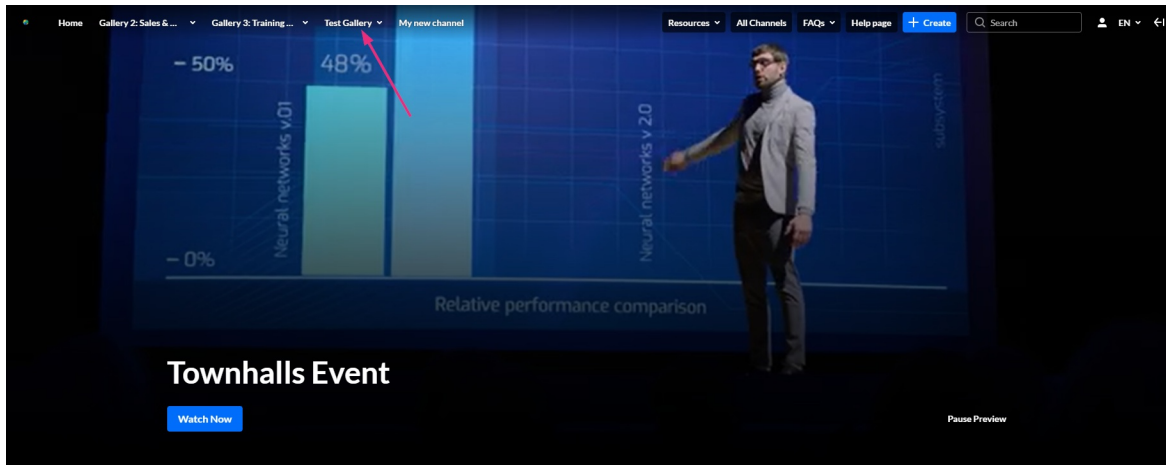 Home Gallery 2: Sales & ... Gallery 3: Training ... Test Gallery My new channel Resources All Channels FAQs Help page + Create Search EN
– 50%
48%
Neural networks v.01
Neural networks v 2.0
subsystem
– 0%
Relative performance comparison
Townhalls Event
Watch Now
Pause Preview